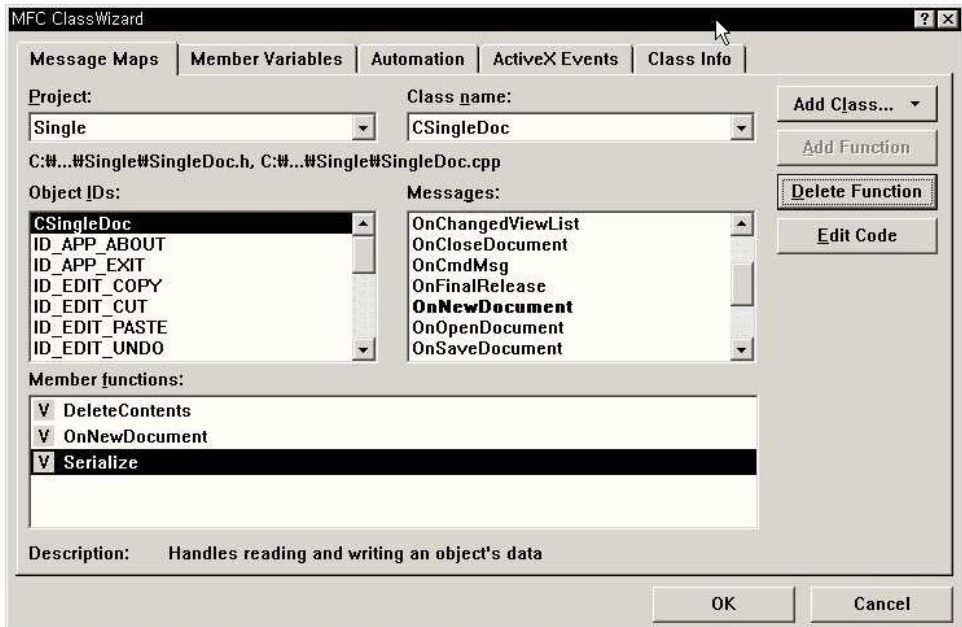 MFC ClassWizard
Message Maps Member Variables Automation ActiveX Events Class Info
Project: Class name:
Single CSingleDoc
Add Class...
C:₩...₩Single₩SingleDoc.h, C:₩...₩Single₩SingleDoc.cpp
Add Function
Object IDs: Messages:
Delete Function
CSingleDoc
ID_APP_ABOUT
ID_APP_EXIT
ID_EDIT_COPY
ID_EDIT_CUT
ID_EDIT_PASTE
ID_EDIT_UNDO
OnChangedViewList
OnCloseDocument
OnCmdMsg
OnFinalRelease
OnNewDocument
OnOpenDocument
OnSaveDocument
Edit Code
Member functions:
V DeleteContents
V OnNewDocument
V Serialize
Description: Handles reading and writing an object's data
OK Cancel